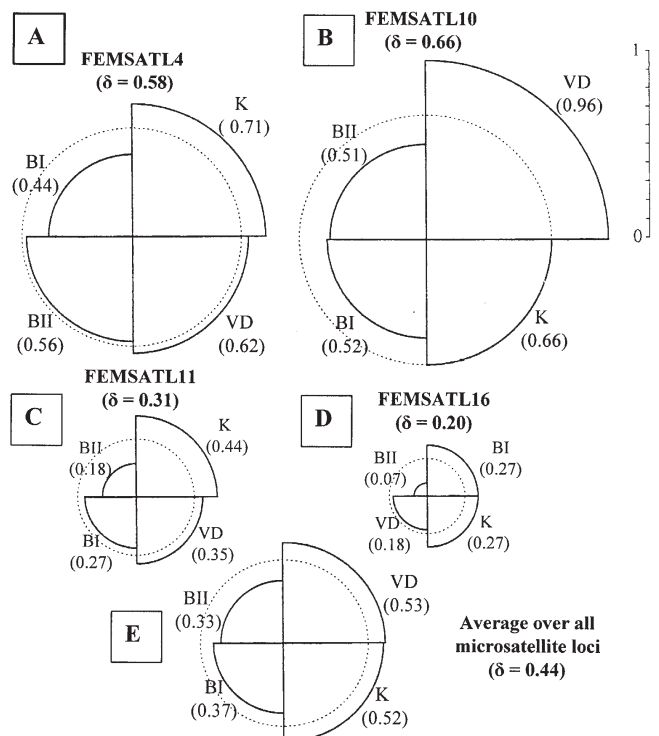 A
FEMSATL4
(δ = 0.58)
K
( 0.71)
BI
(0.44)
BII
(0.56)
VD
(0.62)
B
FEMSATL10
(δ = 0.66)
1
0
VD
(0.96)
BII
(0.51)
BI
(0.52)
K
(0.66)
C
FEMSATL11
(δ = 0.31)
K
(0.44)
BII
(0.18)
BI
(0.27)
VD
(0.35)
D
FEMSATL16
(δ = 0.20)
BII
(0.07)
BI
(0.27)
VD
(0.18)
K
(0.27)
E
VD
(0.53)
BII
(0.33)
BI
(0.37)
K
(0.52)
Average over all
microsatellite loci
(δ = 0.44)